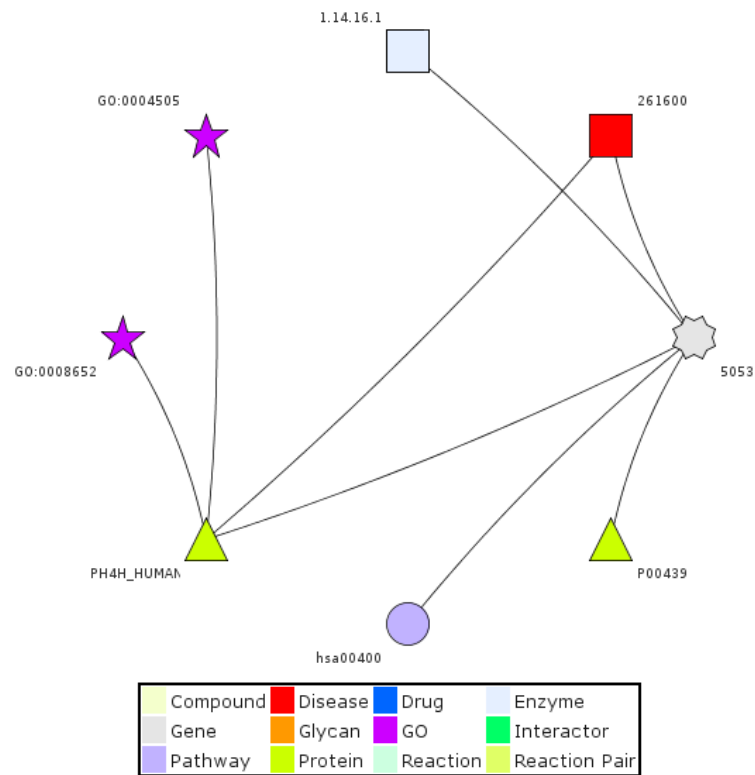 1.14.16.1
GO:0004505
261600
GO:0008652
5053
PH4H_HUMAN
P00439
hsa00400
Compound Disease Drug Enzyme
Gene Glycan GO Interactor
Pathway Protein Reaction Reaction Pair